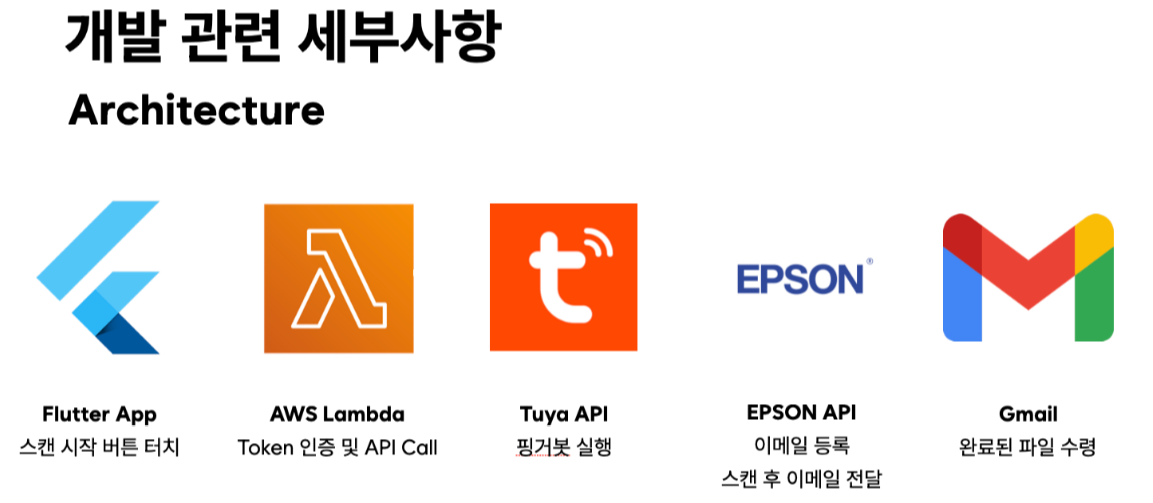 개발 관련 세부사항
Architecture
t
EPSON®
Flutter App
스캔 시작 버튼 터치
AWS Lambda
Token 인증 및 API Call
Tuya API
핑거봇 실행
EPSON API
이메일 등록
스캔 후 이메일 전달
Gmail
완료된 파일 수령